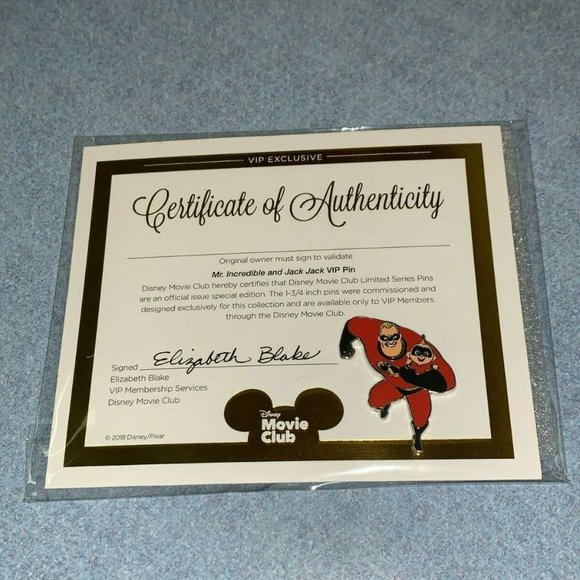 VIP EXCLUSIVE
Certificate of Authenticity
Original owner must sign to validate
Mr. Incredible and Jack Jack VIP Pin
Disney Movie Club hereby certifies that Disney Movie Club Limited Series Pins
are an official issue special edition. The 1-3/4 inch pins were commissioned and
designed exclusively for this collection and are available only to VIP Members
through the Disney Movie Club.
Signed Elizabeth Blake
Elizabeth Blake
VIP Membership Services
Disney Movie Club
Disney
Movie
Club
© 2018 Disney/Pixar